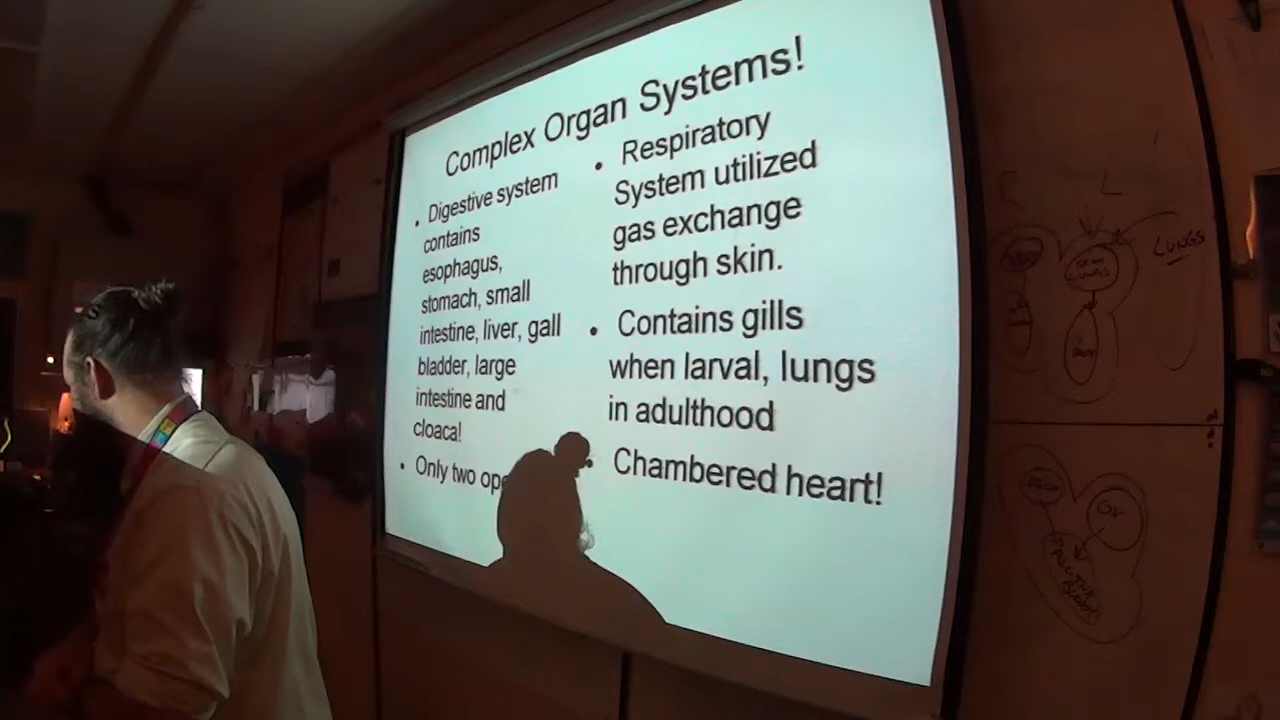 Complex Organ Systems!
• Digestive system
contains
esophagus,
stomach, small
intestine, liver, gall
bladder, large
intestine and
cloaca!
• Only two
• Respiratory
System utilized
gas exchange
through skin.
• Contains gills
when larval, lungs
in adulthood
Chambered heart!
L
LUNGS